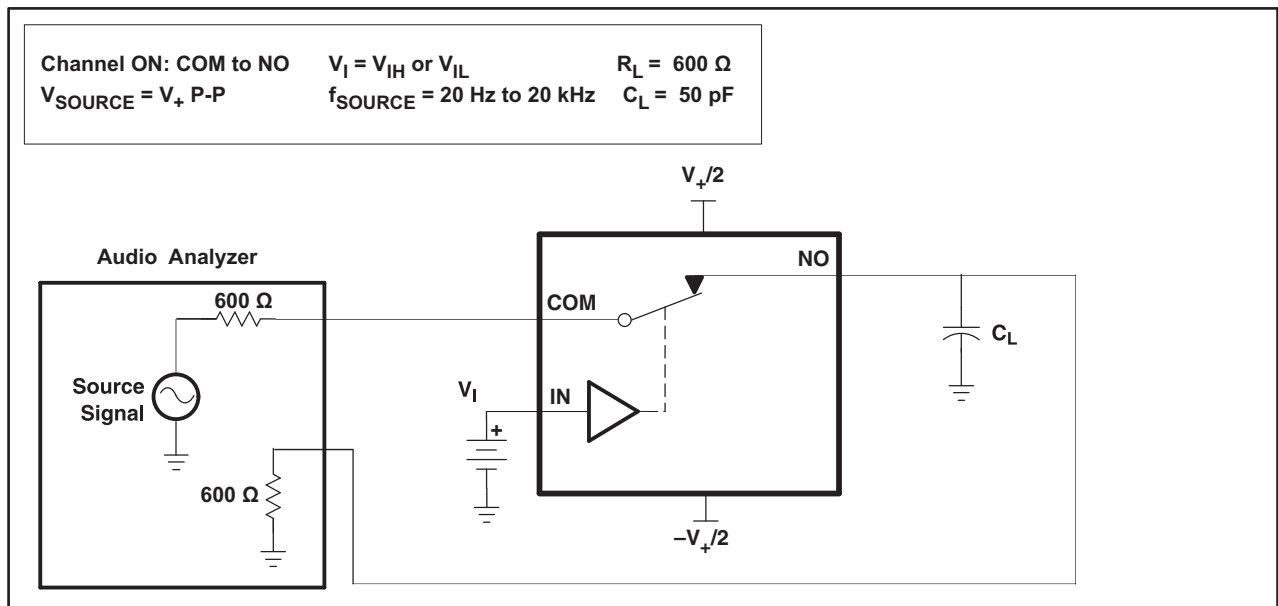 Channel ON: COM to NO V_I = V_IH or V_IL R_L = 600 Ω
V_SOURCE = V_+ P-P f_SOURCE = 20 Hz to 20 kHz C_L = 50 pF
V_+/2
Audio Analyzer
NO
600 Ω
COM
C_L
Source
Signal
V_I
IN
+
600 Ω
–V_+/2